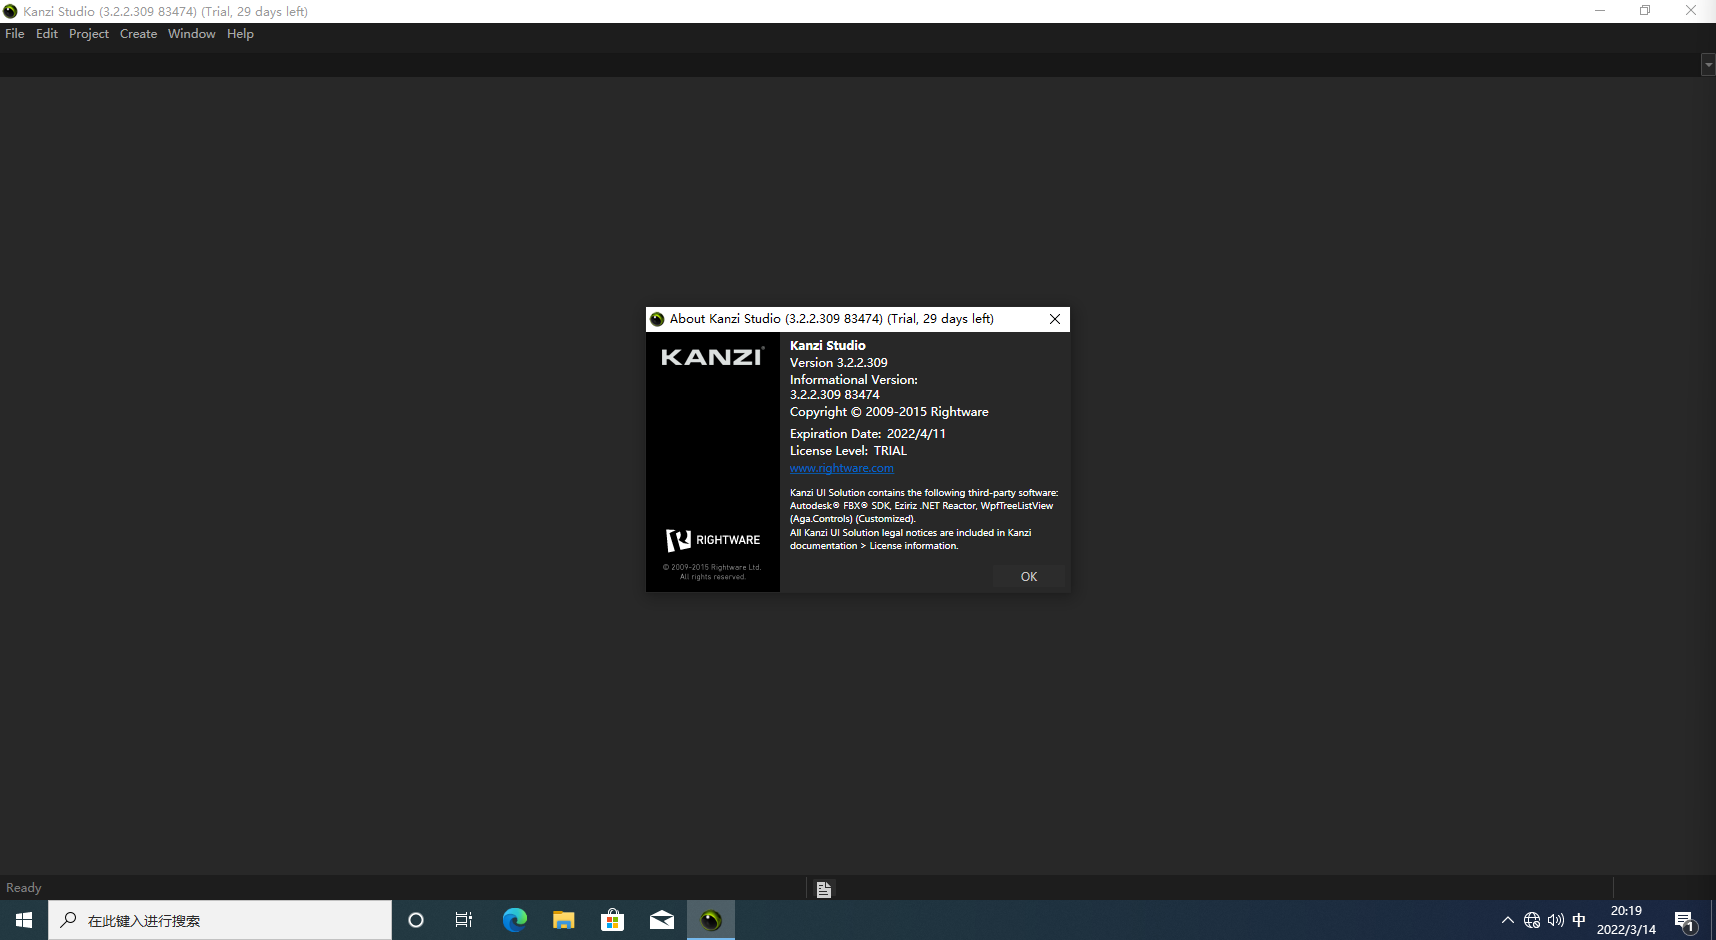 Kanzi Studio (3.2.2.309 83474) (Trial, 29 days left)
File Edit Project Create Window Help
About Kanzi Studio (3.2.2.309 83474) (Trial, 29 days left)
KANZI®
Kanzi Studio
Version 3.2.2.309
Informational Version:
3.2.2.309 83474
Copyright © 2009-2015 Rightware
Expiration Date: 2022/4/11
License Level: TRIAL
www.rightware.com
Kanzi UI Solution contains the following third-party software:
Autodesk® FBX® SDK, Eziriz .NET Reactor, WpfTreeListView
(Aga.Controls) (Customized).
All Kanzi UI Solution legal notices are included in Kanzi
documentation > License information.
RIGHTWARE
© 2009-2015 Rightware Ltd.
All rights reserved.
OK
Ready
在此键入进行搜索
中
20:19
2022/3/14
1